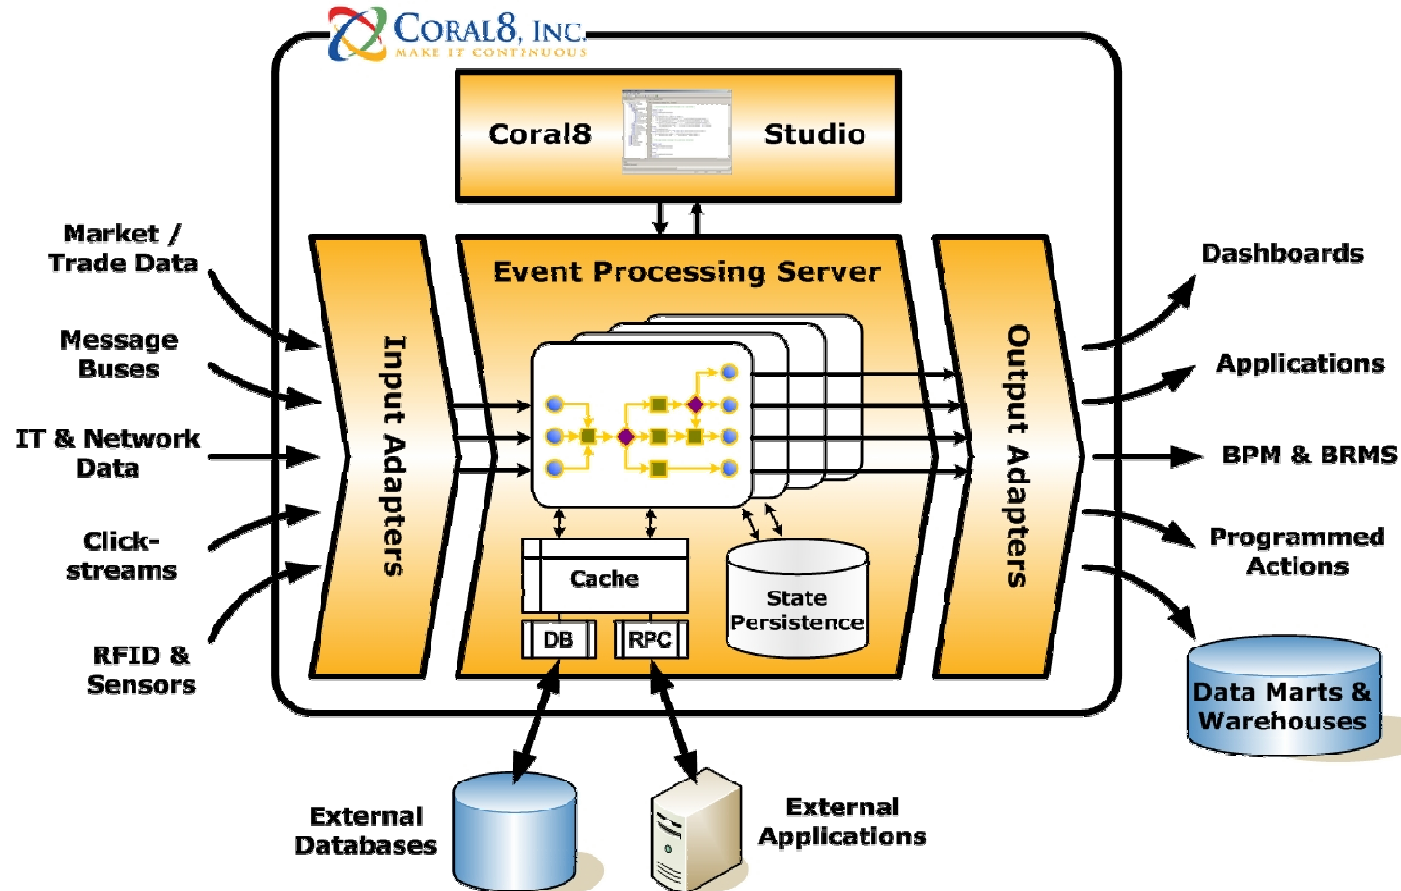 CORAL8, INC.
MAKE IT CONTINUOUS
Coral8
Studio
Market /
Trade Data
Message
Buses
IT & Network
Data
Click-
streams
RFID &
Sensors
Input Adapters
Event Processing Server
Cache
DB
RPC
State
Persistence
Output Adapters
Dashboards
Applications
BPM & BRMS
Programmed
Actions
Data Marts &
Warehouses
External
Databases
External
Applications